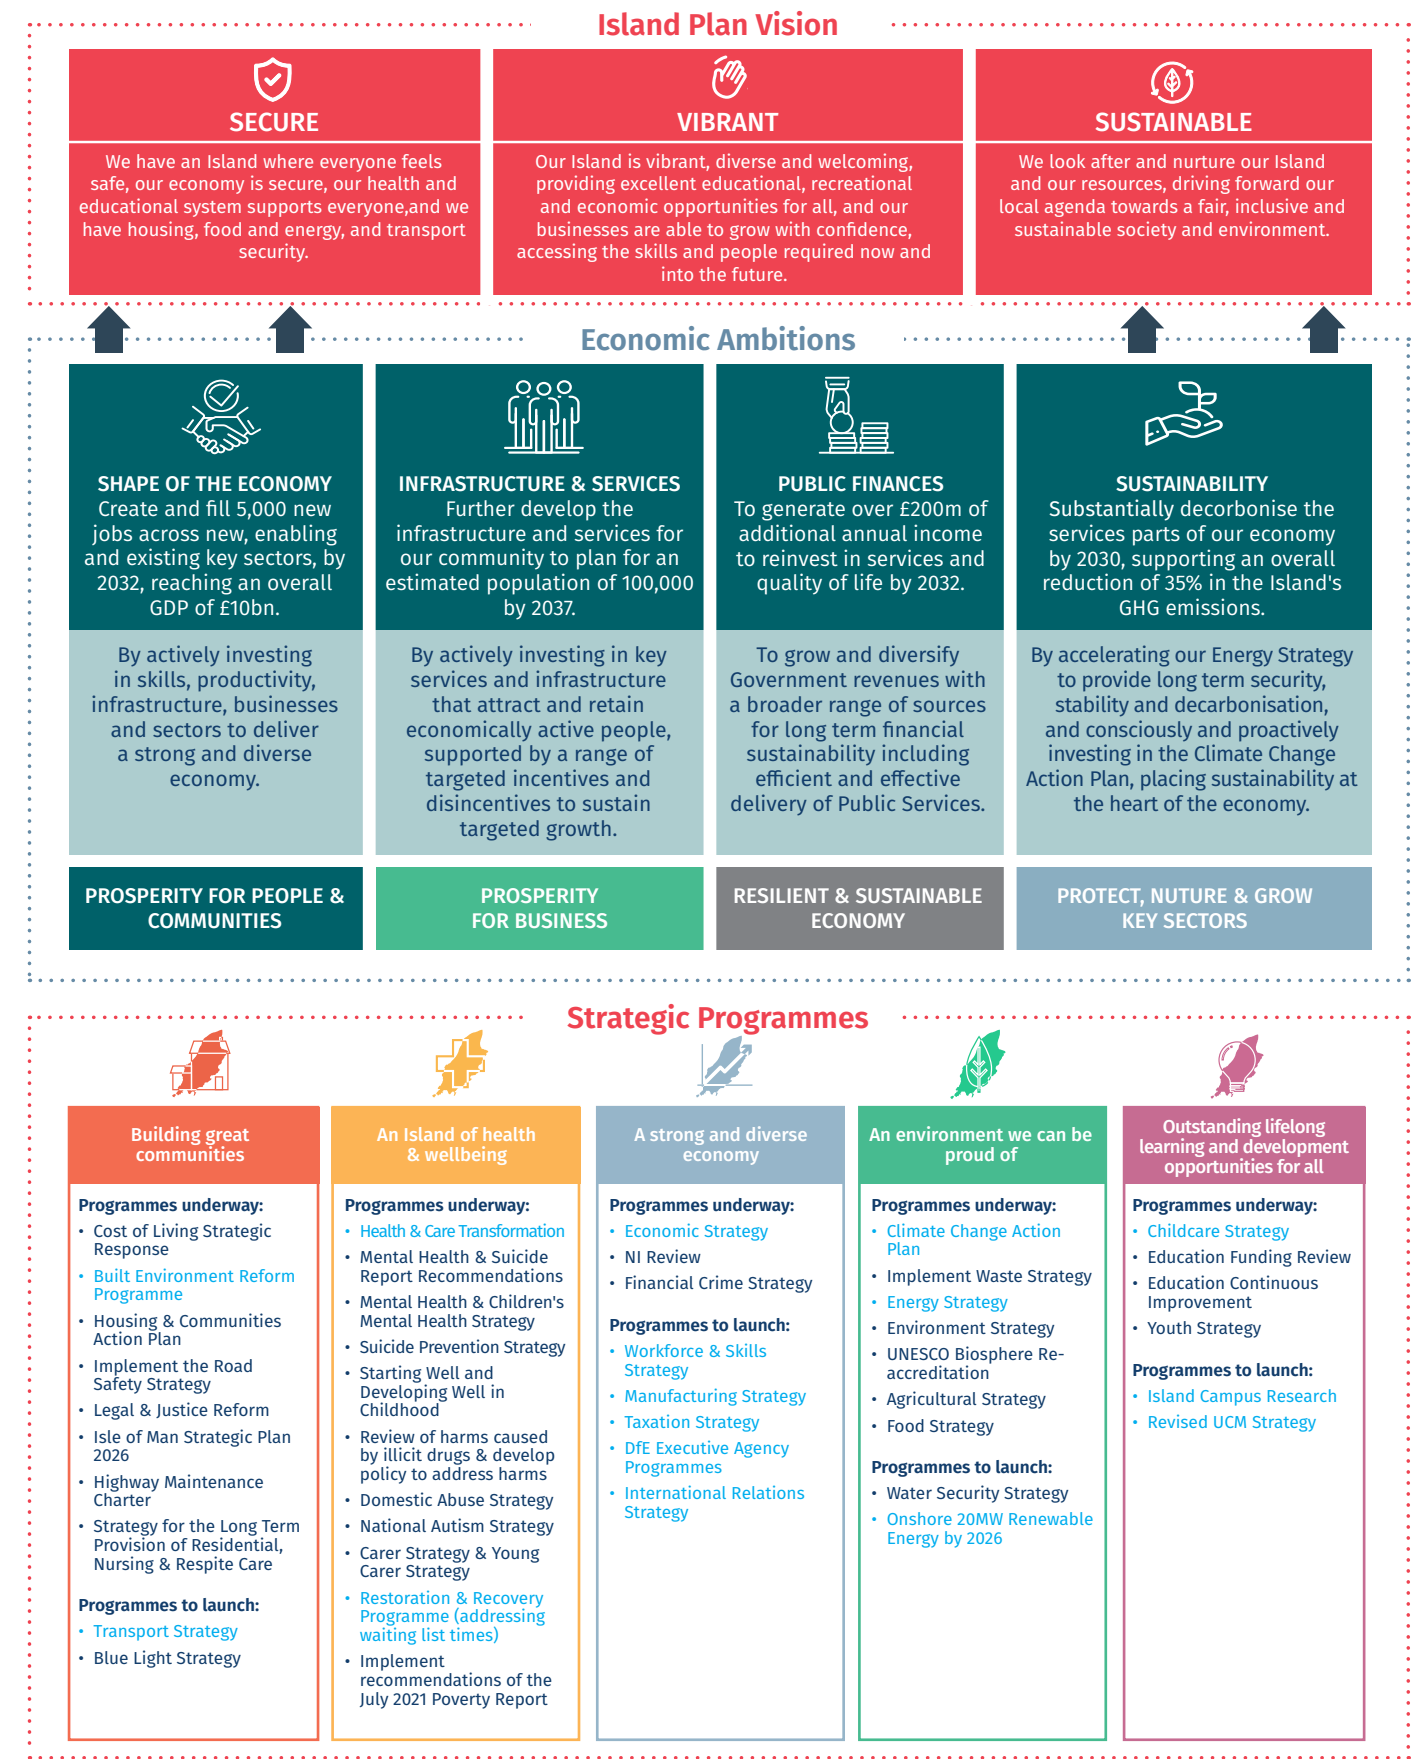 Island Plan Vision
SECURE
We have an Island where everyone feels
safe, our economy is secure, our health and
educational system supports everyone,and we
have housing, food and energy, and transport
security.
VIBRANT
Our Island is vibrant, diverse and welcoming,
providing excellent educational, recreational
and economic opportunities for all, and our
businesses are able to grow with confidence,
accessing the skills and people required now and
into the future.
SUSTAINABLE
We look after and nurture our Island
and our resources, driving forward our
local agenda towards a fair, inclusive and
sustainable society and environment.
Economic Ambitions
SHAPE OF THE ECONOMY
Create and fill 5,000 new
jobs across new, enabling
and existing key sectors, by
2032, reaching an overall
GDP of £10bn.
By actively investing
in skills, productivity,
infrastructure, businesses
and sectors to deliver
a strong and diverse
economy.
PROSPERITY FOR PEOPLE &
COMMUNITIES
INFRASTRUCTURE & SERVICES
Further develop the
infrastructure and services for
our community to plan for an
estimated population of 100,000
by 2037.
By actively investing in key
services and infrastructure
that attract and retain
economically active people,
supported by a range of
targeted incentives and
disincentives to sustain
targeted growth.
PROSPERITY
FOR BUSINESS
PUBLIC FINANCES
To generate over £200m of
additional annual income
to reinvest in services and
quality of life by 2032.
To grow and diversify
Government revenues with
a broader range of sources
for long term financial
sustainability including
efficient and effective
delivery of Public Services.
RESILIENT & SUSTAINABLE
ECONOMY
SUSTAINABILITY
Substantially decorbonise the
services parts of our economy
by 2030, supporting an overall
reduction of 35% in the Island's
GHG emissions.
By accelerating our Energy Strategy
to provide long term security,
stability and decarbonisation,
and consciously and proactively
investing in the Climate Change
Action Plan, placing sustainability at
the heart of the economy.
PROTECT, NUTURE & GROW
KEY SECTORS
Strategic Programmes
Building great
communities
Programmes underway:
• Cost of Living Strategic
Response
• Built Environment Reform
Programme
• Housing & Communities
Action Plan
• Implement the Road
Safety Strategy
• Legal & Justice Reform
• Isle of Man Strategic Plan
2026
• Highway Maintenance
Charter
• Strategy for the Long Term
Provision of Residential,
Nursing & Respite Care
Programmes to launch:
• Transport Strategy
• Blue Light Strategy
An Island of health
& wellbeing
Programmes underway:
• Health & Care Transformation
• Mental Health & Suicide
Report Recommendations
• Mental Health & Children's
Mental Health Strategy
• Suicide Prevention Strategy
• Starting Well and
Developing Well in
Childhood
• Review of harms caused
by illicit drugs & develop
policy to address harms
• Domestic Abuse Strategy
• National Autism Strategy
• Carer Strategy & Young
Carer Strategy
• Restoration & Recovery
Programme (addressing
waiting list times)
• Implement
recommendations of the
July 2021 Poverty Report
A strong and diverse
economy
Programmes underway:
• Economic Strategy
• NI Review
• Financial Crime Strategy
Programmes to launch:
• Workforce & Skills
Strategy
• Manufacturing Strategy
• Taxation Strategy
• DfE Executive Agency
Programmes
• International Relations
Strategy
An environment we can be
proud of
Programmes underway:
• Climate Change Action
Plan
• Implement Waste Strategy
• Energy Strategy
• Environment Strategy
• UNESCO Biosphere Re-
accreditation
• Agricultural Strategy
• Food Strategy
Programmes to launch:
• Water Security Strategy
• Onshore 20MW Renewable
Energy by 2026
Outstanding lifelong
learning and development
opportunities for all
Programmes underway:
• Childcare Strategy
• Education Funding Review
• Education Continuous
Improvement
• Youth Strategy
Programmes to launch:
• Island Campus Research
• Revised UCM Strategy